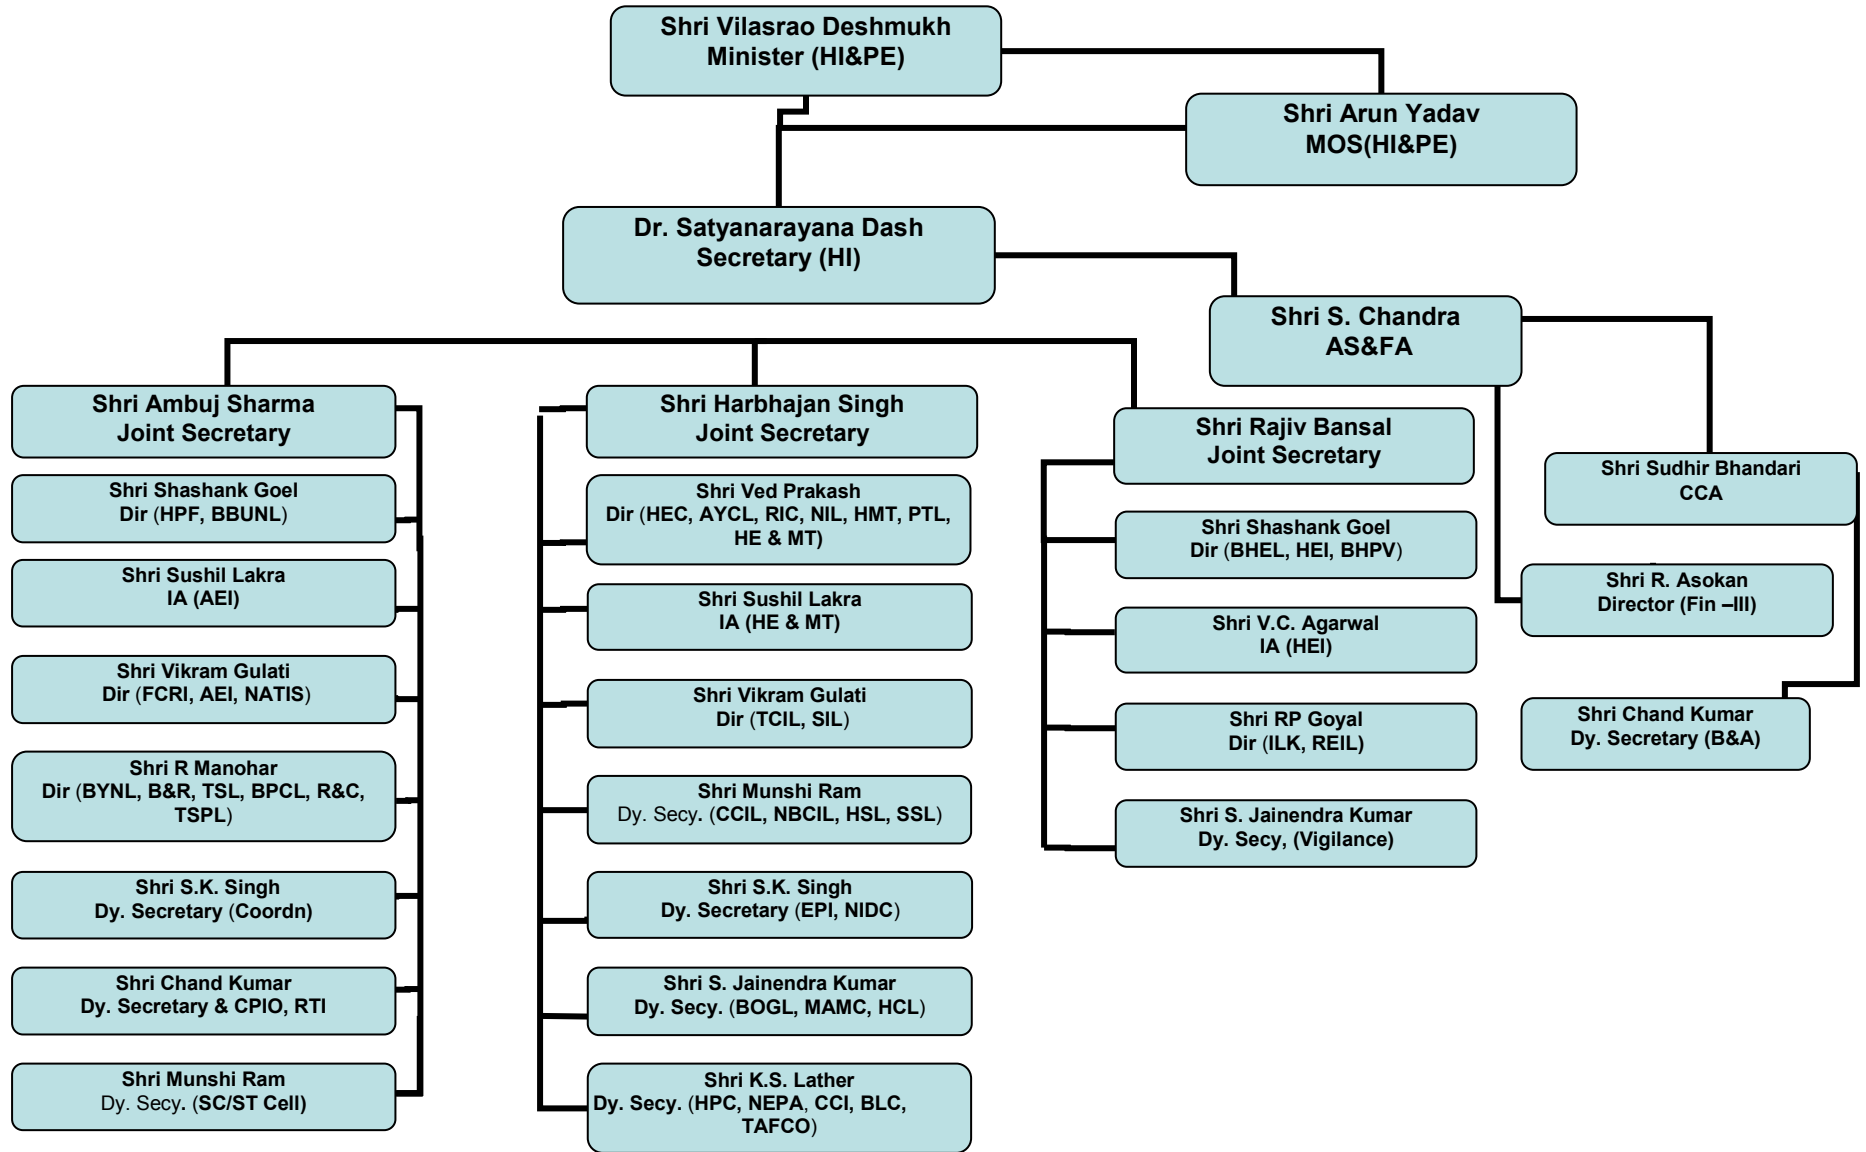 Shri Vilasrao Deshmukh
Minister (HI&PE)
Shri Arun Yadav
MOS(HI&PE)
Dr. Satyanarayana Dash
Secretary (HI)
Shri S. Chandra
AS&FA
Shri Ambuj Sharma
Joint Secretary
Shri Shashank Goel
Dir (HPF, BBUNL)
Shri Sushil Lakra
IA (AEI)
Shri Vikram Gulati
Dir (FCRI, AEI, NATIS)
Shri R Manohar
Dir (BYNL, B&R, TSL, BPCL, R&C,
TSPL)
Shri S.K. Singh
Dy. Secretary (Coordn)
Shri Chand Kumar
Dy. Secretary & CPIO, RTI
Shri Munshi Ram
Dy. Secy. (SC/ST Cell)
Shri Harbhajan Singh
Joint Secretary
Shri Ved Prakash
Dir (HEC, AYCL, RIC, NIL, HMT, PTL,
HE & MT)
Shri Sushil Lakra
IA (HE & MT)
Shri Vikram Gulati
Dir (TCIL, SIL)
Shri Munshi Ram
Dy. Secy. (CCIL, NBCIL, HSL, SSL)
Shri S.K. Singh
Dy. Secretary (EPI, NIDC)
Shri S. Jainendra Kumar
Dy. Secy. (BOGL, MAMC, HCL)
Shri K.S. Lather
Dy. Secy. (HPC, NEPA, CCI, BLC,
TAFCO)
Shri Rajiv Bansal
Joint Secretary
Shri Shashank Goel
Dir (BHEL, HEI, BHPV)
Shri V.C. Agarwal
IA (HEI)
Shri RP Goyal
Dir (ILK, REIL)
Shri S. Jainendra Kumar
Dy. Secy, (Vigilance)
Shri Sudhir Bhandari
CCA
Shri R. Asokan
Director (Fin –III)
Shri Chand Kumar
Dy. Secretary (B&A)